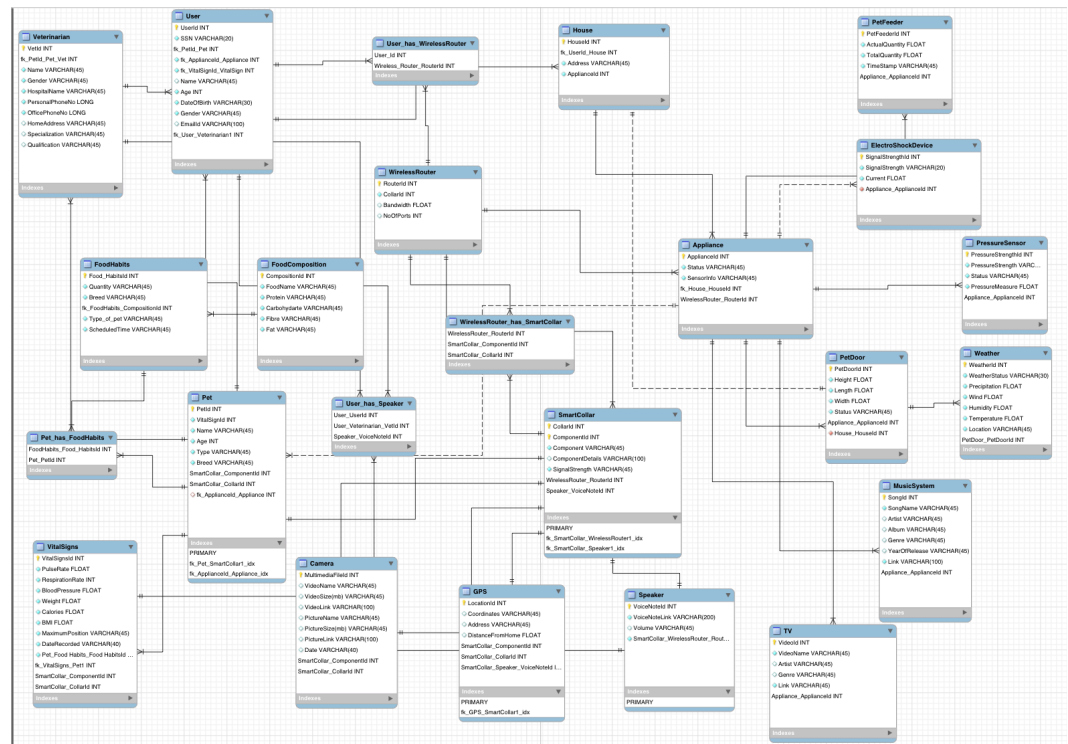 Veterinarian
VetId INT
fk_PetId_Pet_Vet INT
Name VARCHAR(45)
Gender VARCHAR(45)
HospitalName VARCHAR(45)
PersonalPhoneNo LONG
OfficePhoneNo LONG
HomeAddress VARCHAR(45)
Specialization VARCHAR(45)
Qualification VARCHAR(45)
Indexes
User
UserId INT
SSN VARCHAR(20)
fk_PetId_Pet INT
fk_ApplianceId_Appliance INT
fk_VitalSignId_VitalSign INT
Name VARCHAR(45)
Age INT
DateOfBirth VARCHAR(30)
Gender VARCHAR(45)
EmailId VARCHAR(100)
fk_User_Veterinarian1 INT
Indexes
User_has_WirelessRouter
User_Id INT
Wireless_Router_RouterId INT
Indexes
House
HouseId INT
fk_UserId_House INT
Address VARCHAR(45)
ApplianceId INT
Indexes
PetFeeder
PetFeederId INT
ActualQuantity FLOAT
TotalQuantity FLOAT
TimeStamp VARCHAR(45)
Appliance_ApplianceId INT
Indexes
ElectroShockDevice
SignalStrengthId INT
SignalStrength VARCHAR(20)
Current FLOAT
Appliance_ApplianceId INT
Indexes
WirelessRouter
RouterId INT
CollarId INT
Bandwidth FLOAT
NoOfPorts INT
Indexes
Appliance
ApplianceId INT
Status VARCHAR(45)
SensorInfo VARCHAR(45)
fk_House_HouseId INT
WirelessRouter_RouterId INT
Indexes
PressureSensor
PressureStrengthId INT
PressureStrength VARC...
Status VARCHAR(45)
PressureMeasure FLOAT
Appliance_ApplianceId INT
Indexes
FoodHabits
Food_HabitsId INT
Quantity VARCHAR(45)
Breed VARCHAR(45)
fk_FoodHabits_CompositionId INT
Type_of_pet VARCHAR(45)
ScheduledTime VARCHAR(45)
Indexes
FoodComposition
CompositionId INT
FoodName VARCHAR(45)
Protein VARCHAR(45)
Carbohydarte VARCHAR(45)
Fibre VARCHAR(45)
Fat VARCHAR(45)
Indexes
WirelessRouter_has_SmartCollar
WirelessRouter_RouterId INT
SmartCollar_ComponentId INT
SmartCollar_CollarId INT
Indexes
PetDoor
PetDoorId INT
Height FLOAT
Length FLOAT
Width FLOAT
Status VARCHAR(45)
Appliance_ApplianceId INT
House_HouseId INT
Indexes
Weather
WeatherId INT
WeatherStatus VARCHAR(30)
Precipitation FLOAT
Wind FLOAT
Humidity FLOAT
Temperature FLOAT
Location VARCHAR(45)
PetDoor_PetDoorId INT
Indexes
Pet_has_FoodHabits
FoodHabits_Food_HabitsId INT
Pet_PetId INT
Indexes
Pet
PetId INT
VitalSignId INT
Name VARCHAR(45)
Age INT
Type VARCHAR(45)
Breed VARCHAR(45)
SmartCollar_ComponentId INT
SmartCollar_CollarId INT
fk_ApplianceId_Appliance INT
Indexes
PRIMARY
fk_Pet_SmartCollar1_idx
fk_ApplianceId_Appliance_idx
User_has_Speaker
User_UserId INT
User_Veterinarian_VetId INT
Speaker_VoiceNoteId INT
Indexes
SmartCollar
CollarId INT
ComponentId INT
Component VARCHAR(45)
ComponentDetails VARCHAR(100)
SignalStrength VARCHAR(45)
WirelessRouter_RouterId INT
Speaker_VoiceNoteId INT
Indexes
PRIMARY
fk_SmartCollar_WirelessRouter1_idx
fk_SmartCollar_Speaker1_idx
MusicSystem
SongId INT
SongName VARCHAR(45)
Artist VARCHAR(45)
Album VARCHAR(45)
Genre VARCHAR(45)
YearOfRelease VARCHAR(45)
Link VARCHAR(100)
Appliance_ApplianceId INT
Indexes
VitalSigns
VitalSignsId INT
PulseRate FLOAT
RespirationRate INT
BloodPressure FLOAT
Weight FLOAT
Calories FLOAT
BMI FLOAT
MaximumPosition VARCHAR(45)
DateRecorded VARCHAR(40)
Pet_Food Habits_Food HabitsId ...
fk_VitalSigns_Pet1 INT
SmartCollar_ComponentId INT
SmartCollar_CollarId INT
Indexes
Camera
MultimediaFileId INT
VideoName VARCHAR(45)
VideoSize(mb) VARCHAR(45)
VideoLink VARCHAR(100)
PictureName VARCHAR(45)
PictureSize(mb) VARCHAR(45)
PictureLink VARCHAR(100)
Date VARCHAR(40)
SmartCollar_ComponentId INT
SmartCollar_CollarId INT
Indexes
GPS
LocationId INT
Coordinates VARCHAR(45)
Address VARCHAR(45)
DistanceFromHome FLOAT
SmartCollar_ComponentId INT
SmartCollar_CollarId INT
SmartCollar_Speaker_VoiceNoteId I...
Indexes
PRIMARY
fk_GPS_SmartCollar1_idx
Speaker
VoiceNoteId INT
VoiceNoteLink VARCHAR(200)
Volume VARCHAR(45)
SmartCollar_WirelessRouter_Rout...
Indexes
PRIMARY
TV
VideoId INT
VideoName VARCHAR(45)
Artist VARCHAR(45)
Genre VARCHAR(45)
Link VARCHAR(45)
Appliance_ApplianceId INT
Indexes